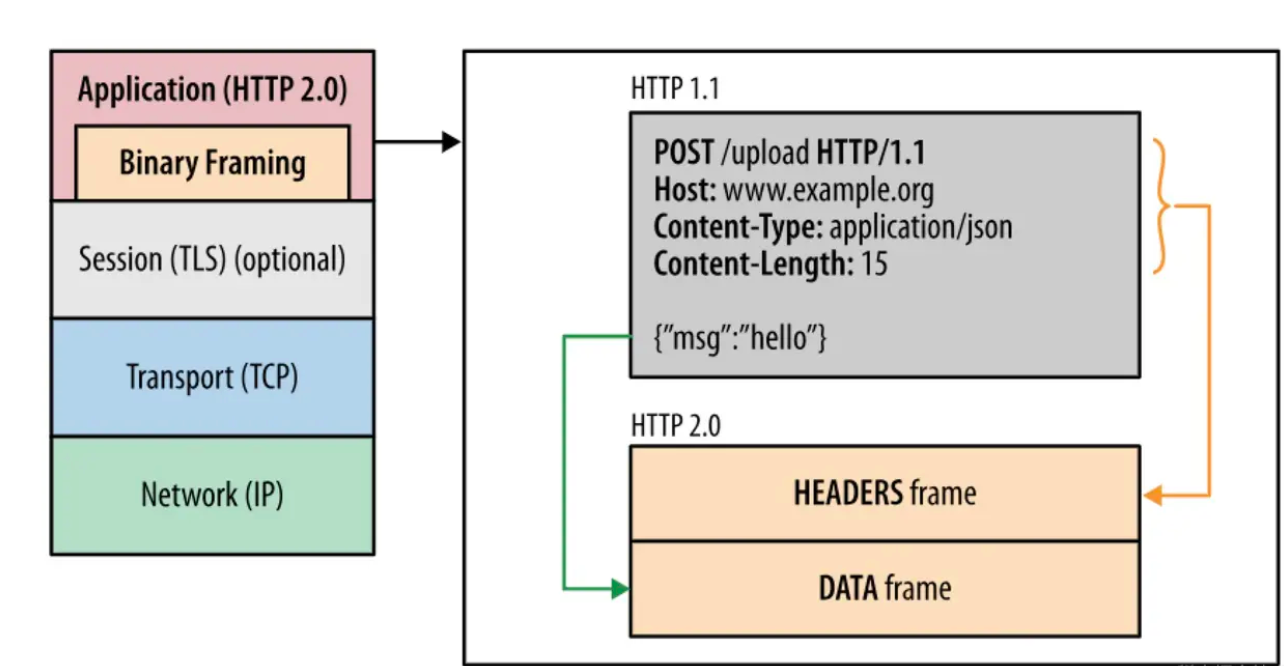 Application (HTTP 2.0)
Binary Framing
Session (TLS) (optional)
Transport (TCP)
Network (IP)
HTTP 1.1
POST /upload HTTP/1.1
Host: www.example.org
Content-Type: application/json
Content-Length: 15
{”msg”:”hello”}
HTTP 2.0
HEADERS frame
DATA frame